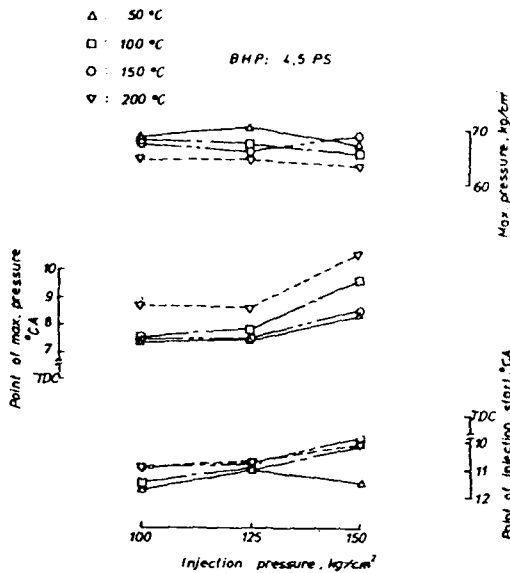 △ : 50 °C
□ : 100 °C
○ : 150 °C
▽ : 200 °C
BHP: 4,5 PS
70
60
Max. pressure, kg/cm²
10
9
8
7
TDC
Point of max. pressure
°CA
TDC
10
11
12
Point of injection start, °CA
100
125
150
Injection pressure, kg/cm²